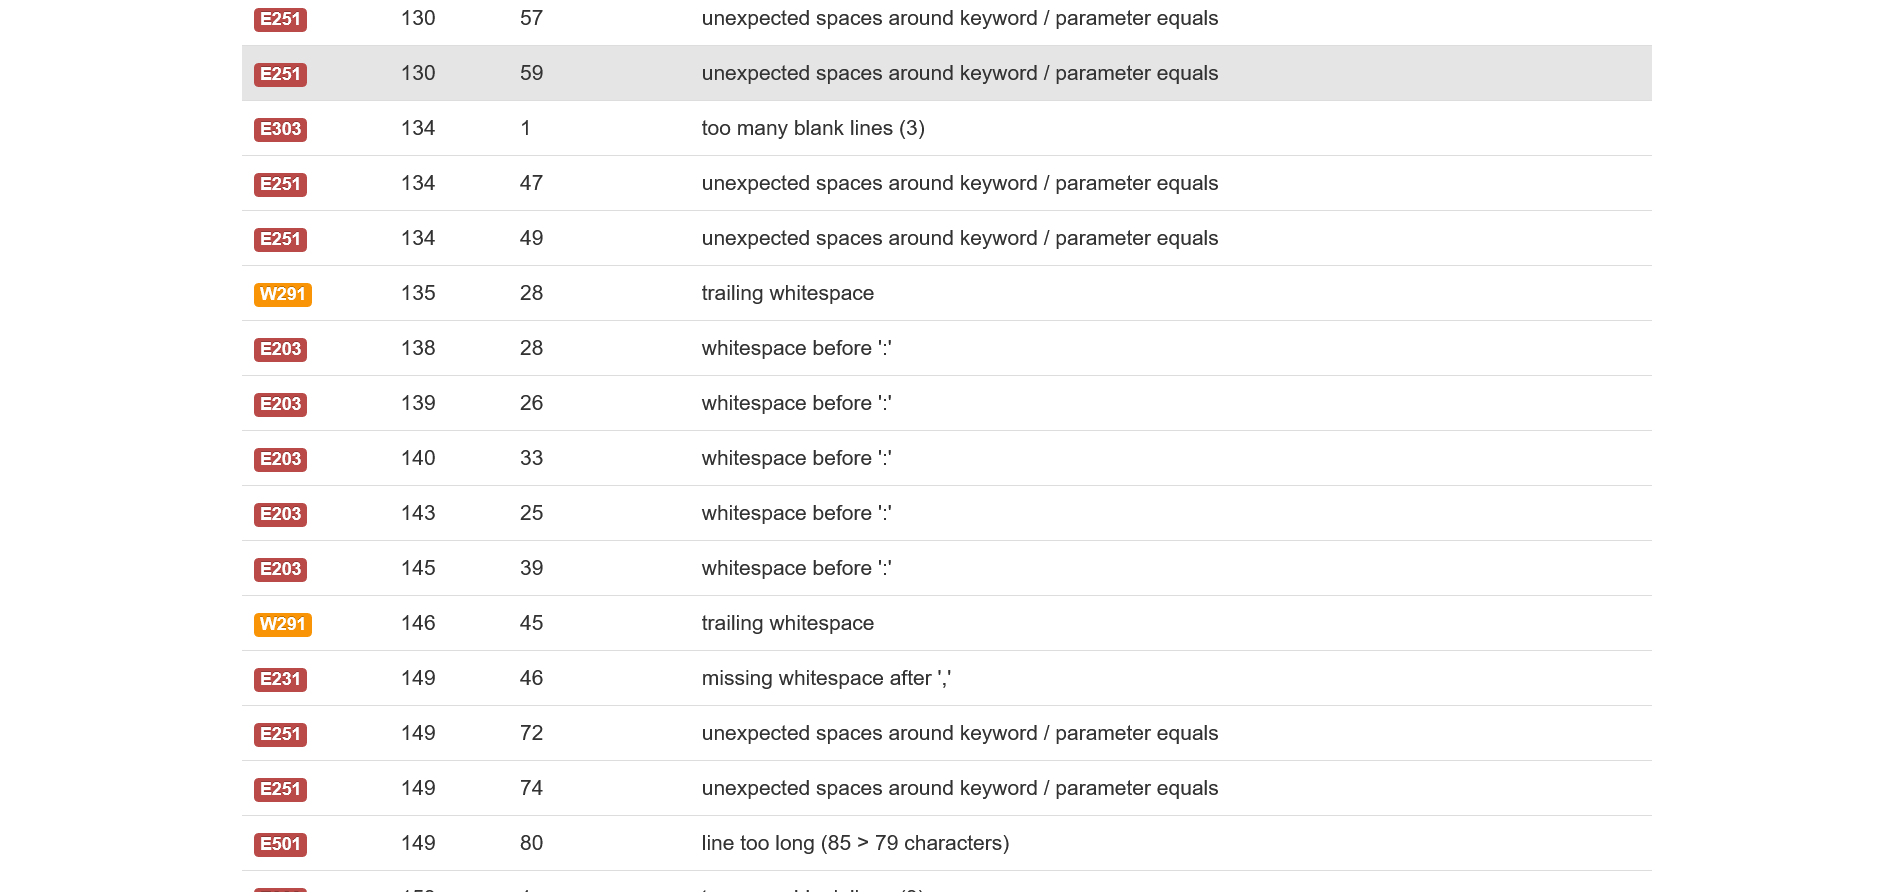 E251 130 57 unexpected spaces around keyword / parameter equals
E251 130 59 unexpected spaces around keyword / parameter equals
E303 134 1 too many blank lines (3)
E251 134 47 unexpected spaces around keyword / parameter equals
E251 134 49 unexpected spaces around keyword / parameter equals
W291 135 28 trailing whitespace
E203 138 28 whitespace before ':'
E203 139 26 whitespace before ':'
E203 140 33 whitespace before ':'
E203 143 25 whitespace before ':'
E203 145 39 whitespace before ':'
W291 146 45 trailing whitespace
E231 149 46 missing whitespace after ','
E251 149 72 unexpected spaces around keyword / parameter equals
E251 149 74 unexpected spaces around keyword / parameter equals
E501 149 80 line too long (85 > 79 characters)